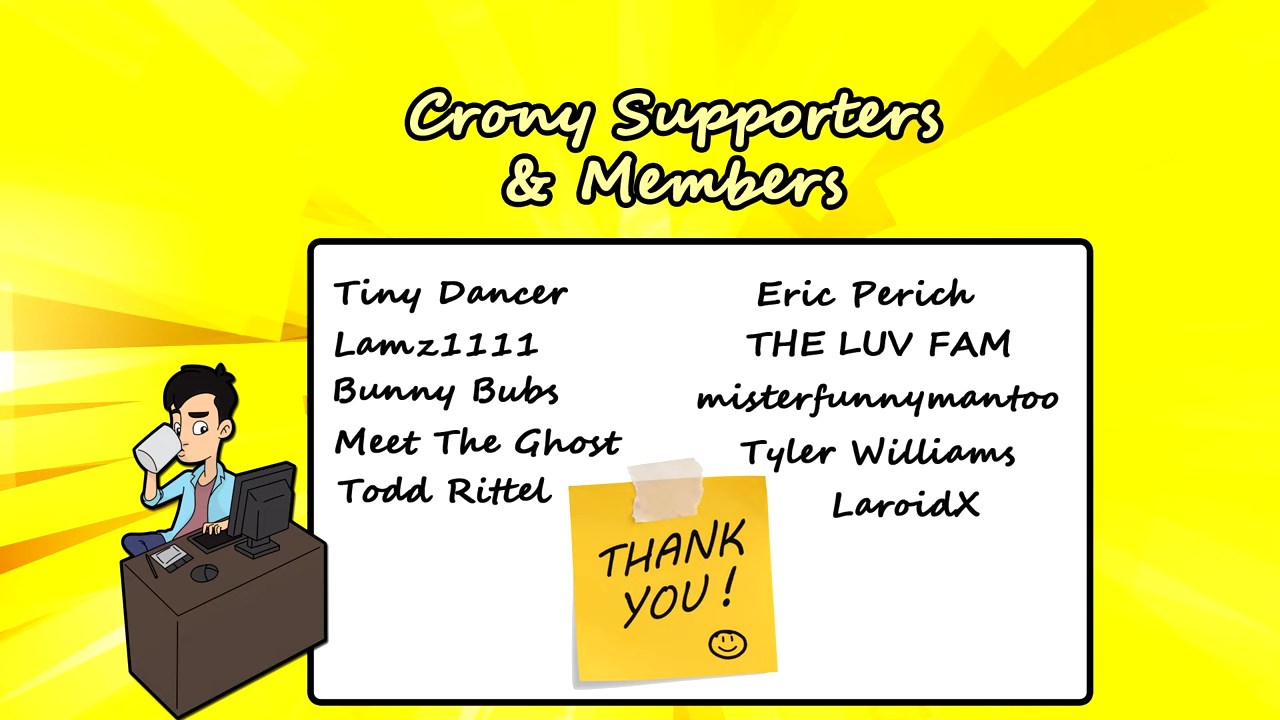 Crony Supporters
& Members
Tiny Dancer
Lamz1111
Bunny Bubs
Meet The Ghost
Todd Rittel
Eric Perich
THE LUV FAM
misterfunnymantoo
Tyler Williams
LaroidX
THANK
YOU!